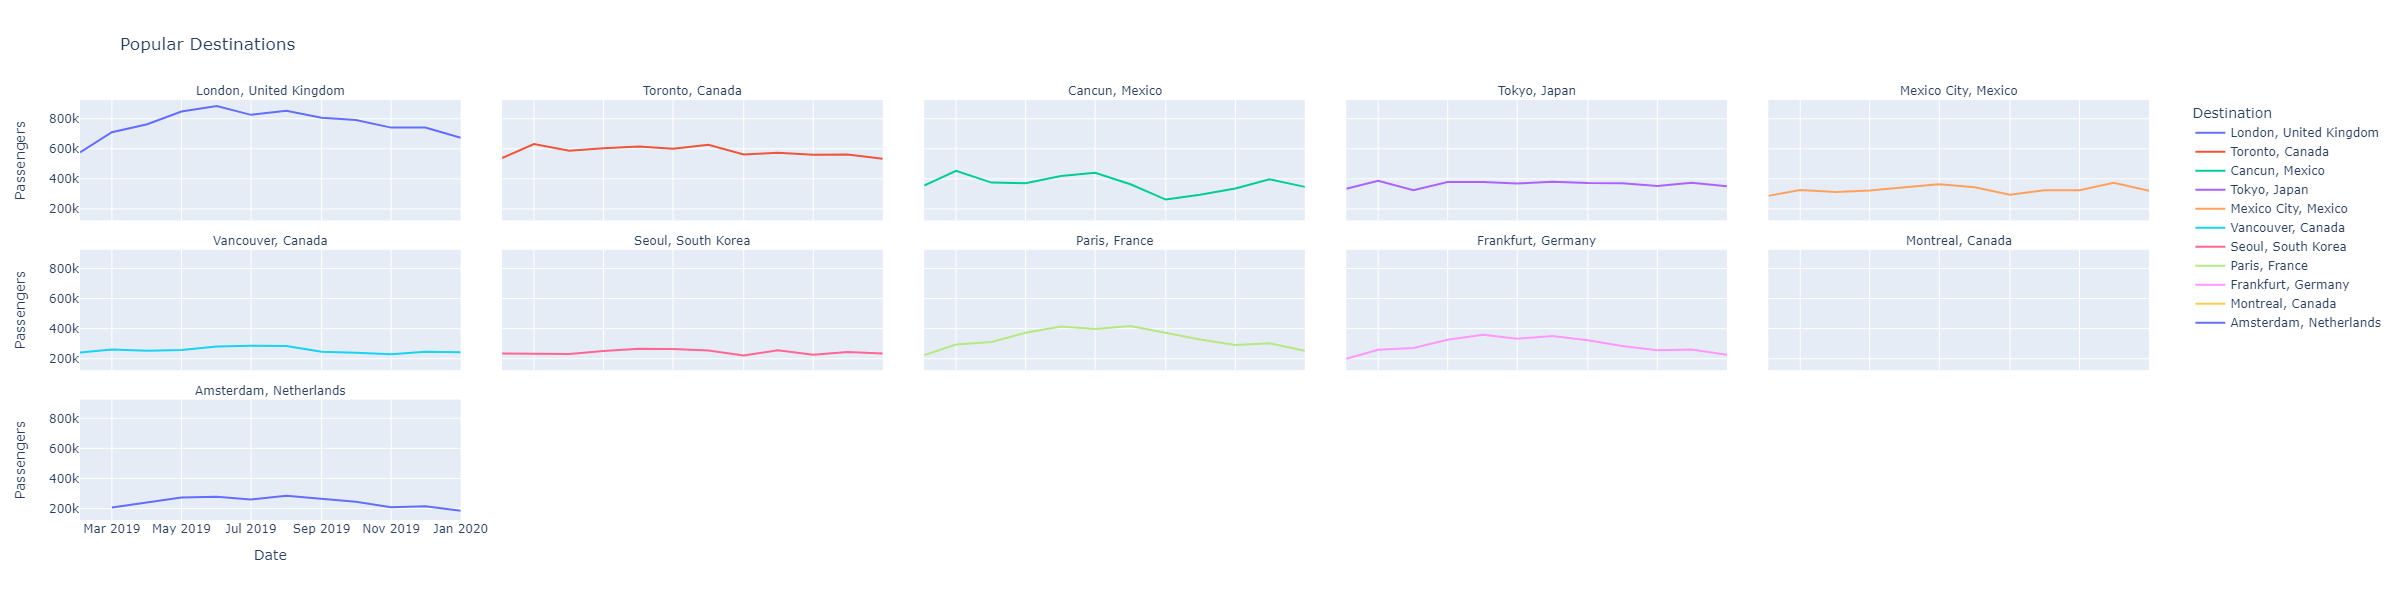 Popular Destinations
London, United Kingdom
Toronto, Canada
Cancun, Mexico
Tokyo, Japan
Mexico City, Mexico
Passengers
800k
600k
400k
200k
Vancouver, Canada
Seoul, South Korea
Paris, France
Frankfurt, Germany
Montreal, Canada
Passengers
800k
600k
400k
200k
Amsterdam, Netherlands
Passengers
800k
600k
400k
200k
Mar 2019
May 2019
Jul 2019
Sep 2019
Nov 2019
Jan 2020
Date
Destination
London, United Kingdom
Toronto, Canada
Cancun, Mexico
Tokyo, Japan
Mexico City, Mexico
Vancouver, Canada
Seoul, South Korea
Paris, France
Frankfurt, Germany
Montreal, Canada
Amsterdam, Netherlands